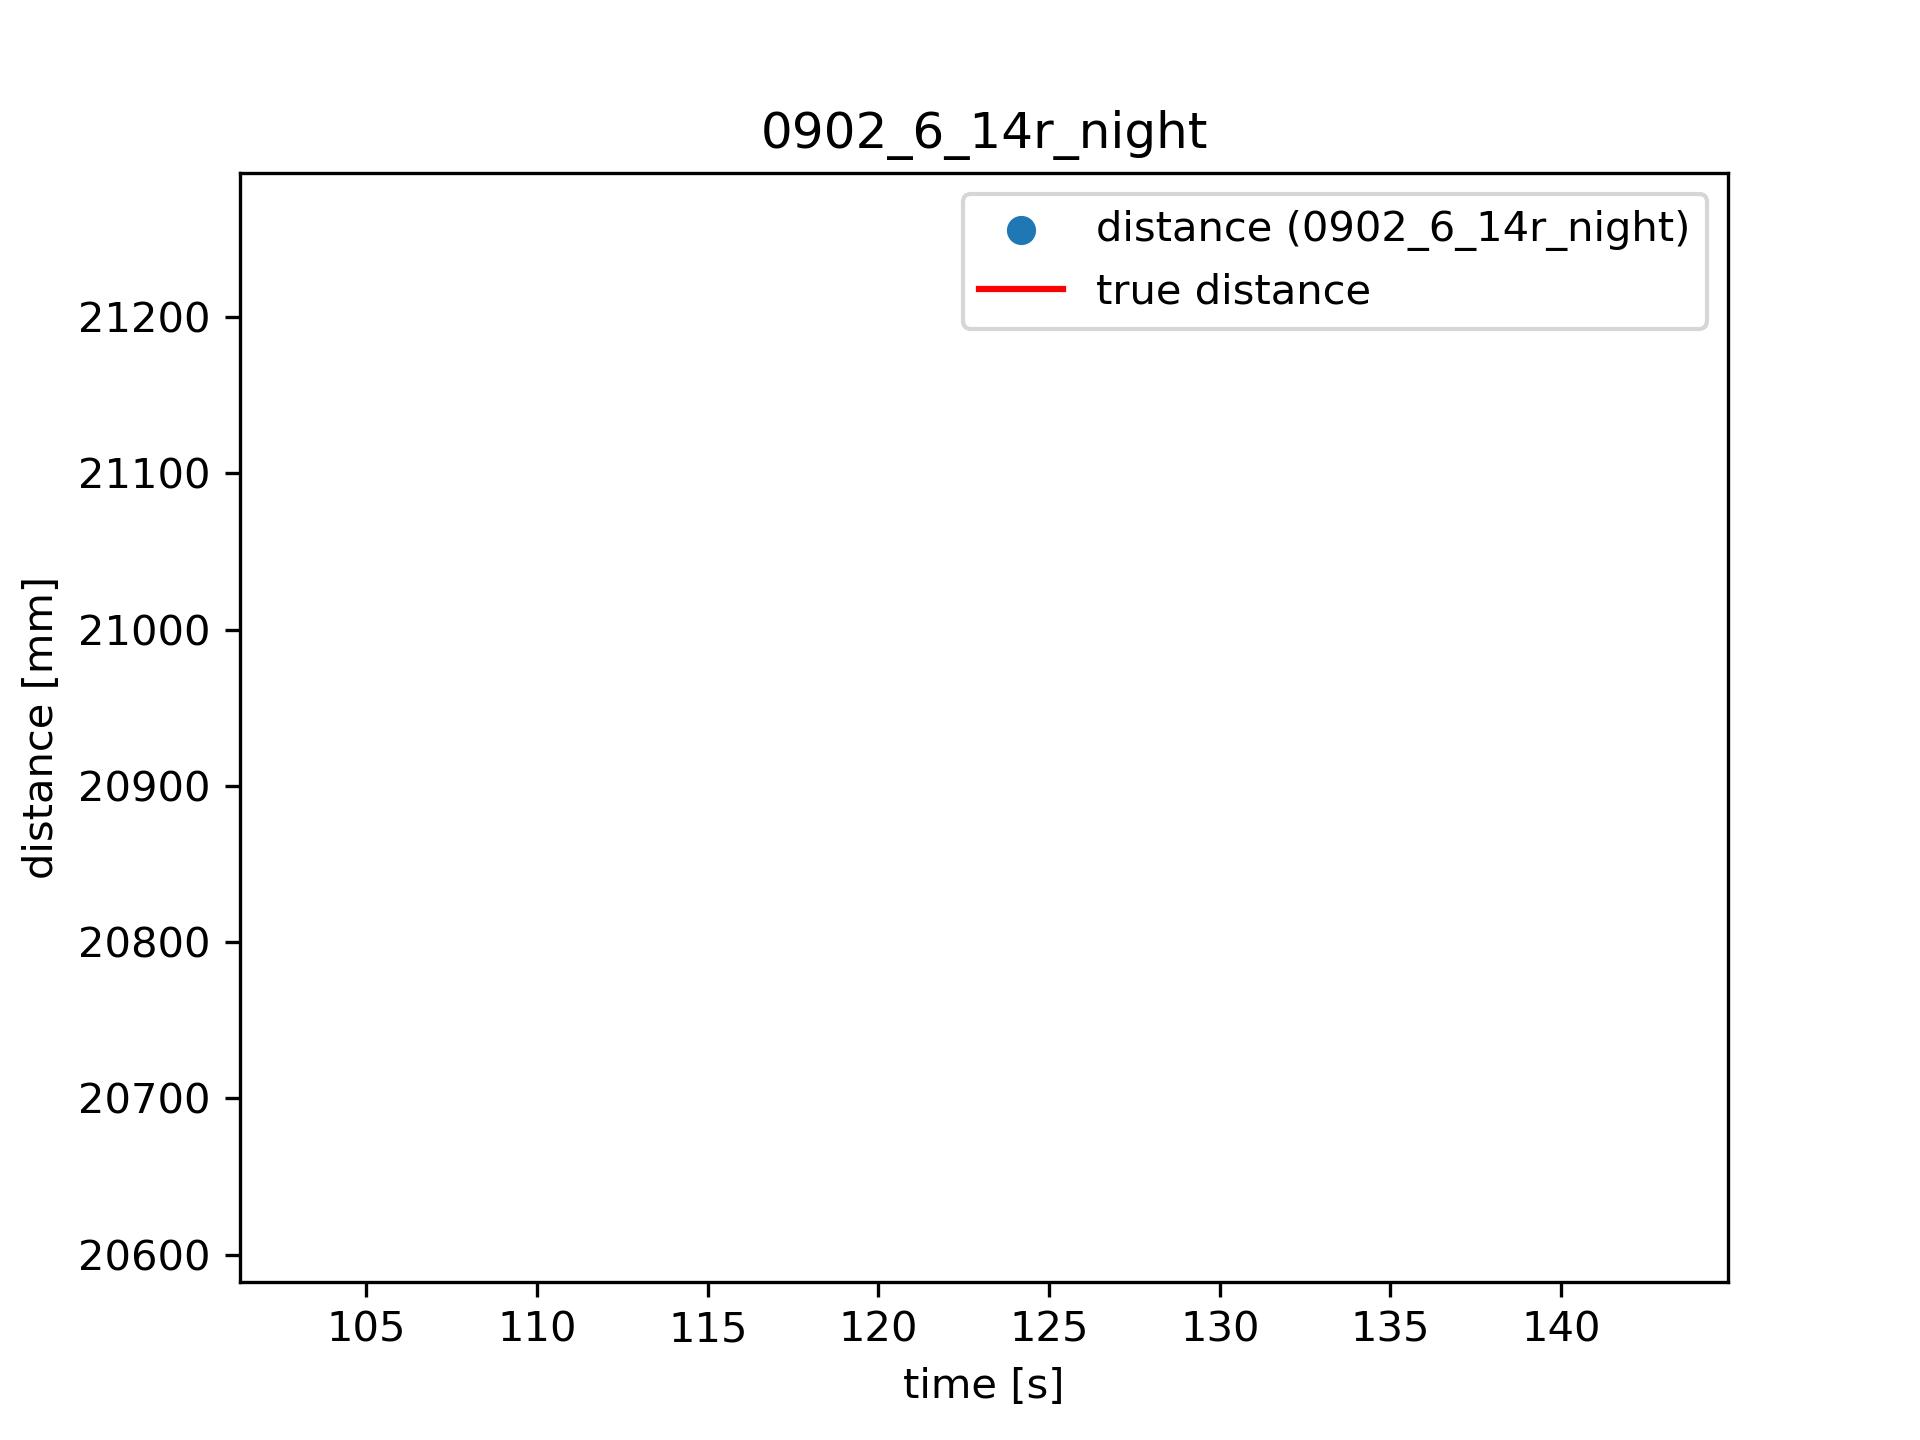 0902_6_14r_night
distance (0902_6_14r_night)
true distance
21200
21100
21000
20900
20800
20700
20600
distance [mm]
105 110 115 120 125 130 135 140
time [s]